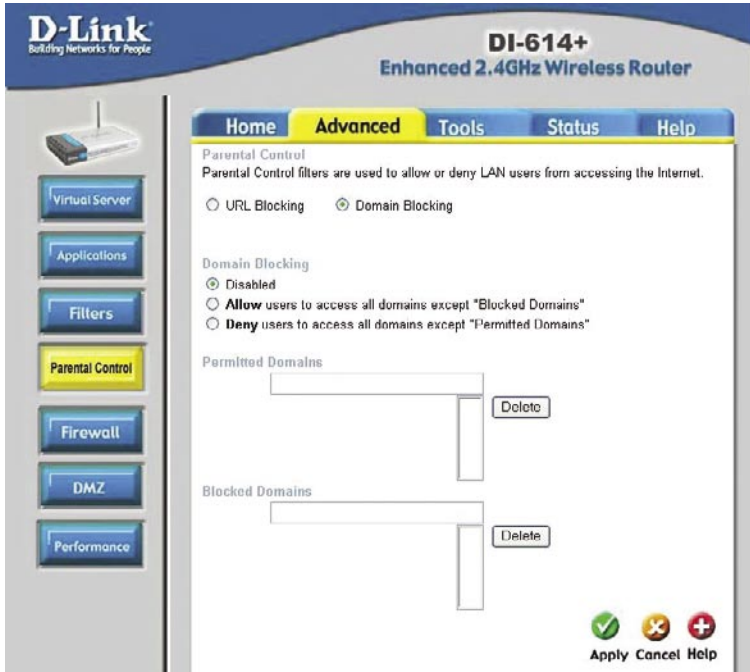 D-Link
Building Networks for People
DI-614+
Enhanced 2.4GHz Wireless Router
Home Advanced Tools Status Help
Virtual Server
Applications
Filters
Parental Control
Firewall
DMZ
Performance
Parental Control
Parental Control filters are used to allow or deny LAN users from accessing the Internet.
URL Blocking Domain Blocking
Domain Blocking
Disabled
Allow users to access all domains except "Blocked Domains"
Deny users to access all domains except "Permitted Domains"
Permitted Domains
Delete
Blocked Domains
Delete
Apply Cancel Help